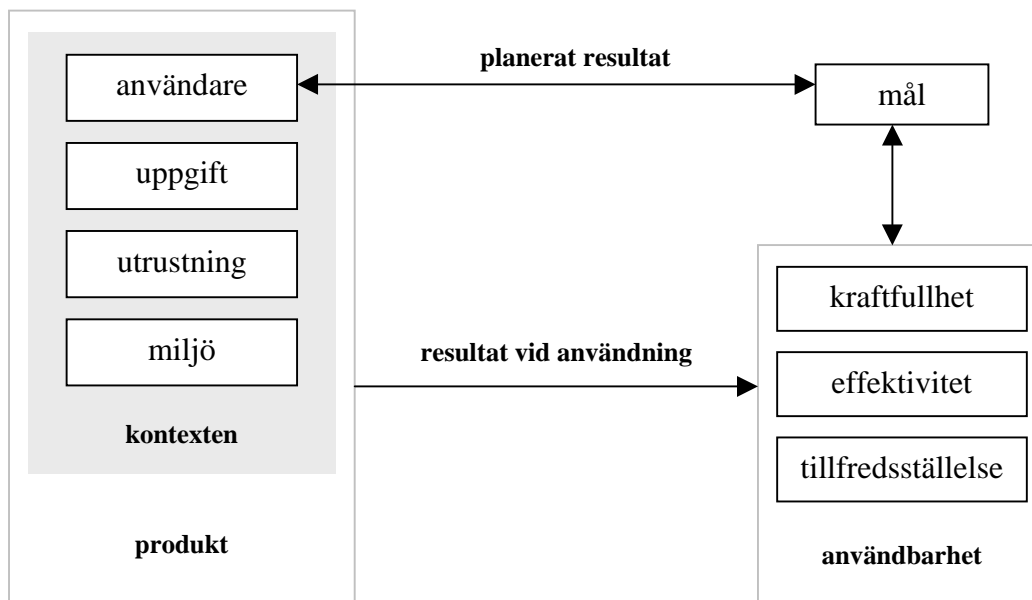 användare
uppgift
utrustning
miljö
kontexten
produkt
planerat resultat
resultat vid användning
mål
kraftfullhet
effektivitet
tillfredsställelse
användbarhet